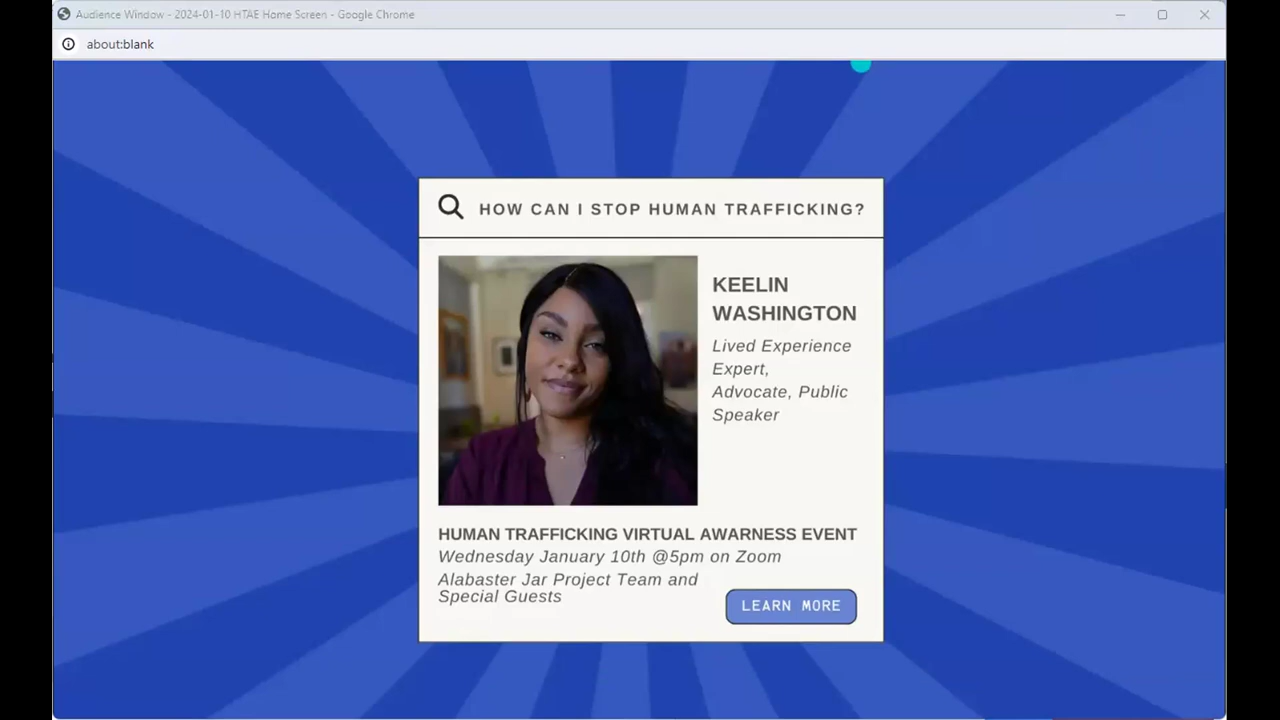 Audience Window - 2024-01-10 HTAE Home Screen - Google Chrome
about:blank
HOW CAN I STOP HUMAN TRAFFICKING?
KEELIN
WASHINGTON
Lived Experience
Expert,
Advocate, Public
Speaker
HUMAN TRAFFICKING VIRTUAL AWARNESS EVENT
Wednesday January 10th @5pm on Zoom
Alabaster Jar Project Team and
Special Guests
LEARN MORE